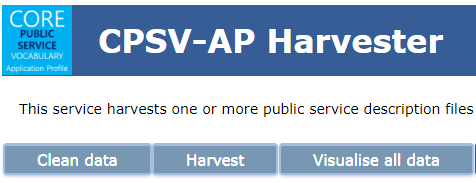 CORE
PUBLIC
SERVICE
VOCABULARY
Application Profile
CPSV-AP Harvester
This service harvests one or more public service description files
Clean data
Harvest
Visualise all data